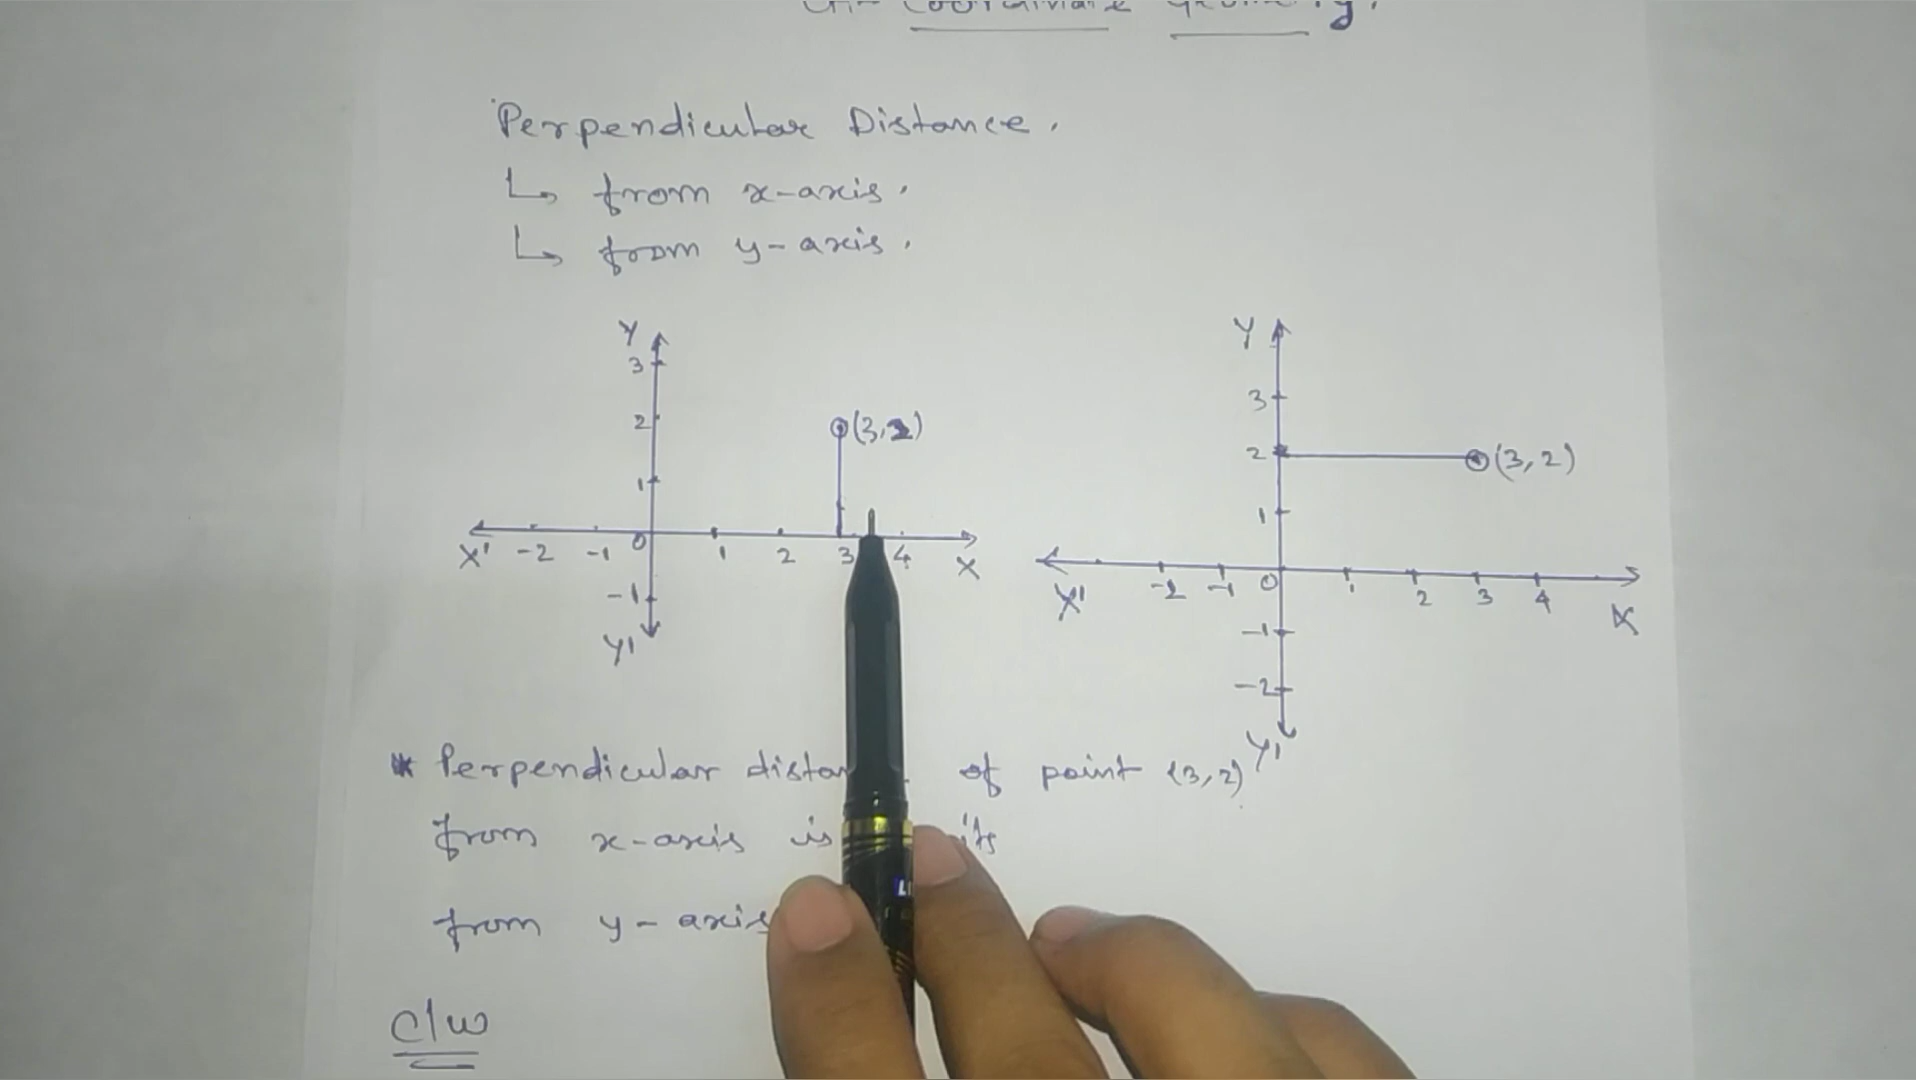 Perpendicular Distance.
↳ from x-axis.
↳ from y-axis.
Y
3
2
1
(3,2)
X' -2 -1 0 1 2 3 4 X
-1
Y'
Y
3
2
(3,2)
1
X' -2 -1 0 1 2 3 4 X
-1
-2
Y'
* Perpendicular of point (3,2)
from x-axis is
from y-axis
C/W